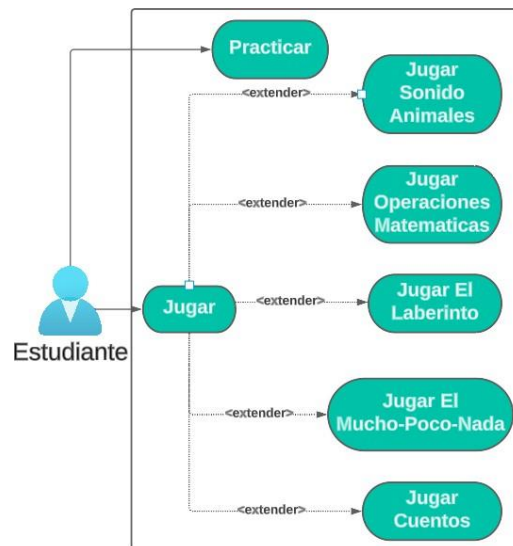 Practicar
<extender>
Jugar
Sonido
Animales
<extender>
Jugar
Operaciones
Matematicas
Estudiante
Jugar
<extender>
Jugar El
Laberinto
<extender>
Jugar El
Mucho-Poco-Nada
<extender>
Jugar
Cuentos